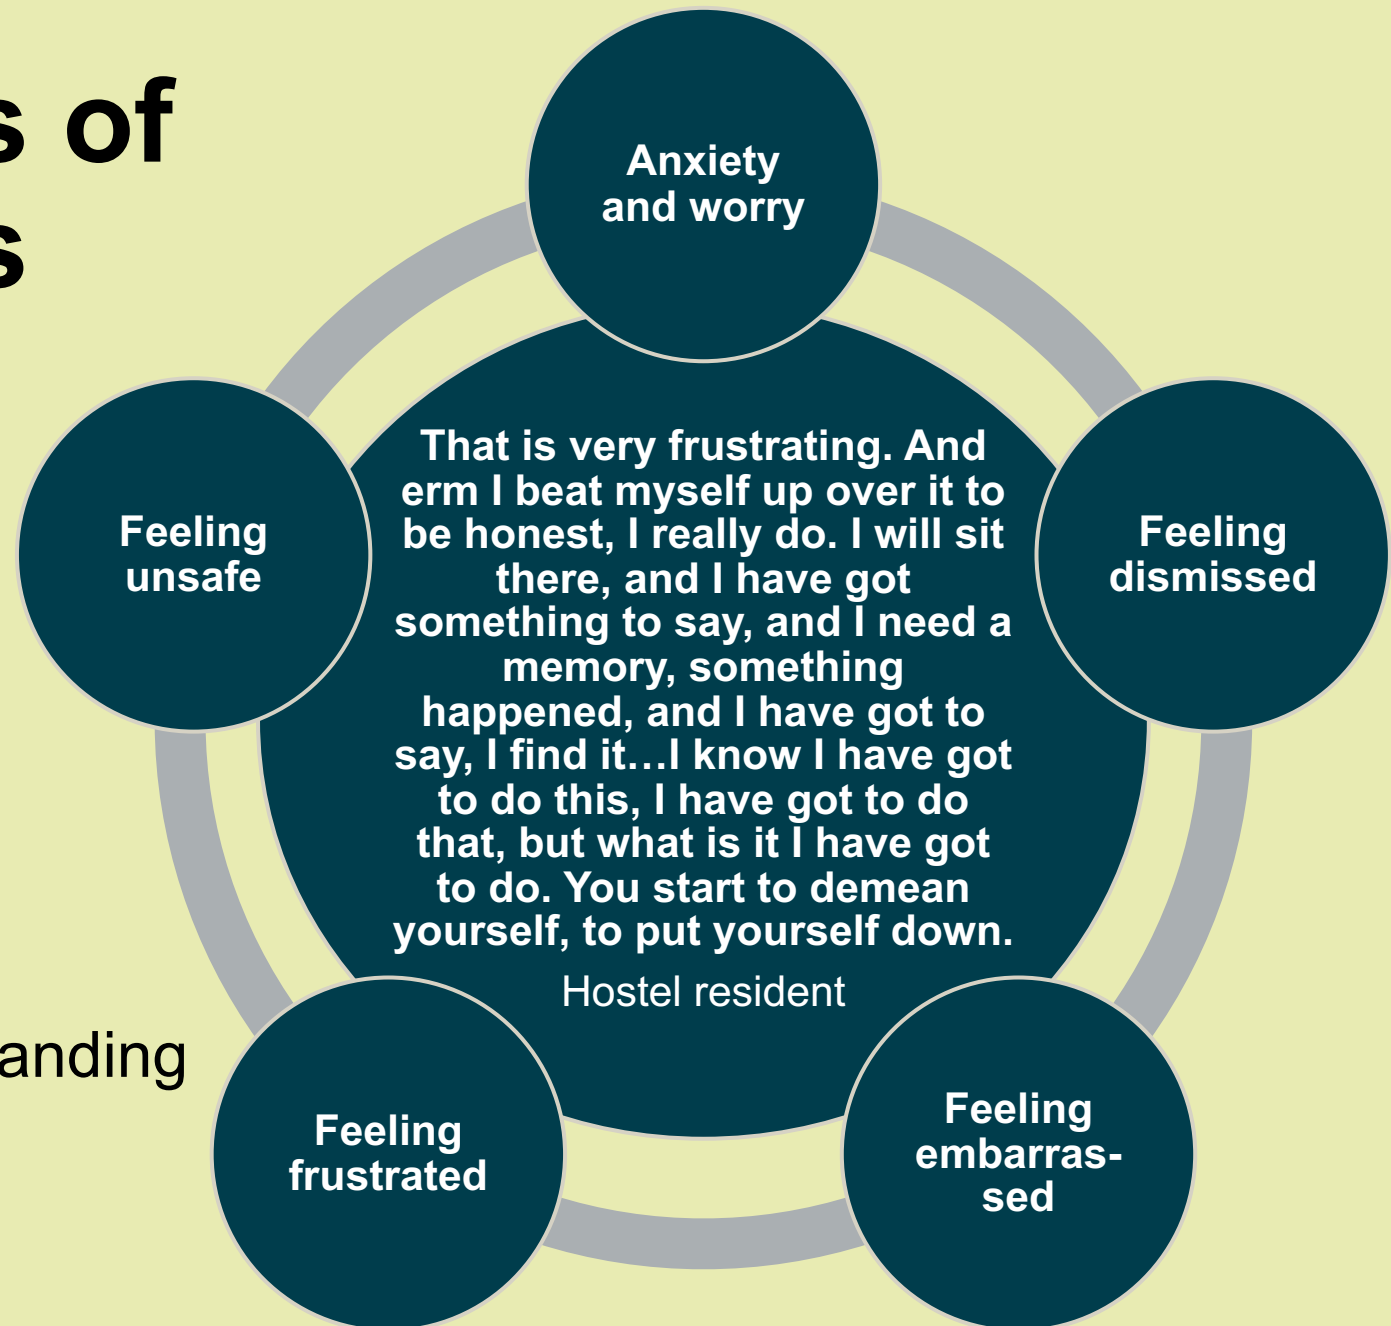 s of
s
anding
Anxiety
and worry
Feeling
dismissed
Feeling
embarras-
sed
Feeling
frustrated
Feeling
unsafe
That is very frustrating. And
erm I beat myself up over it to
be honest, I really do. I will sit
there, and I have got
something to say, and I need a
memory, something
happened, and I have got to
say, I find it…I know I have got
to do this, I have got to do
that, but what is it I have got
to do. You start to demean
yourself, to put yourself down.
Hostel resident